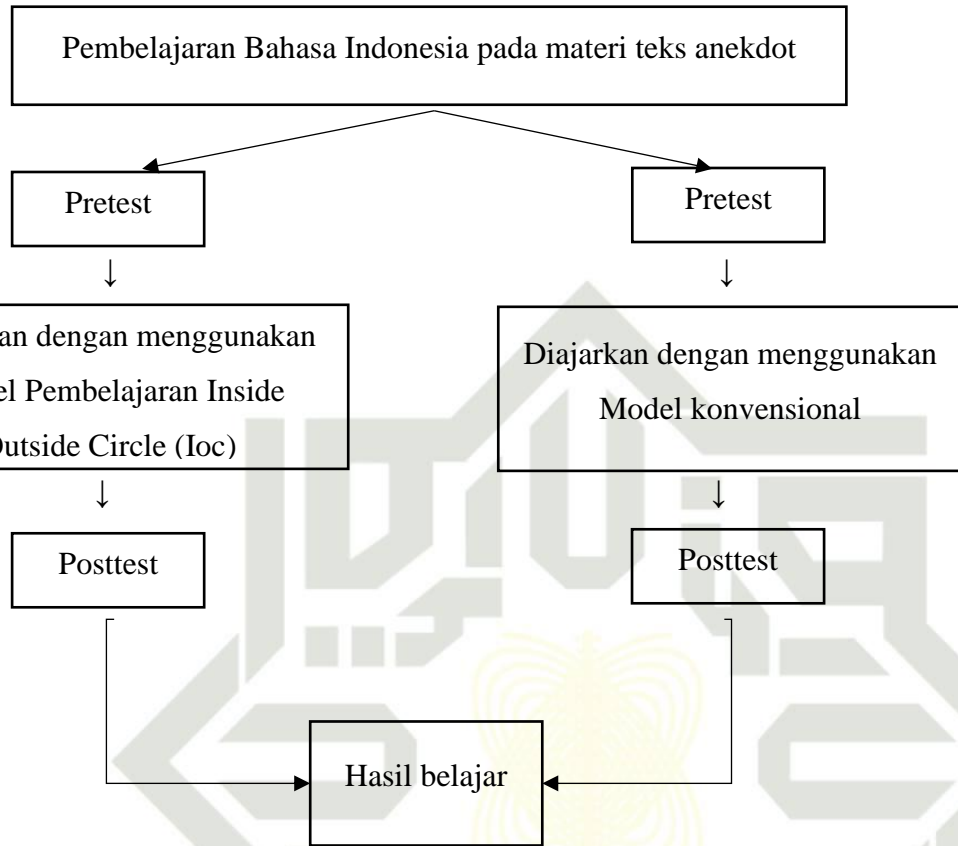 Pembelajaran Bahasa Indonesia pada materi teks anekdot
Pretest
Pretest
an dengan menggunakan
el Pembelajaran Inside
Outside Circle (Ioc)
Diajarkan dengan menggunakan
Model konvensional
Posttest
Posttest
Hasil belajar